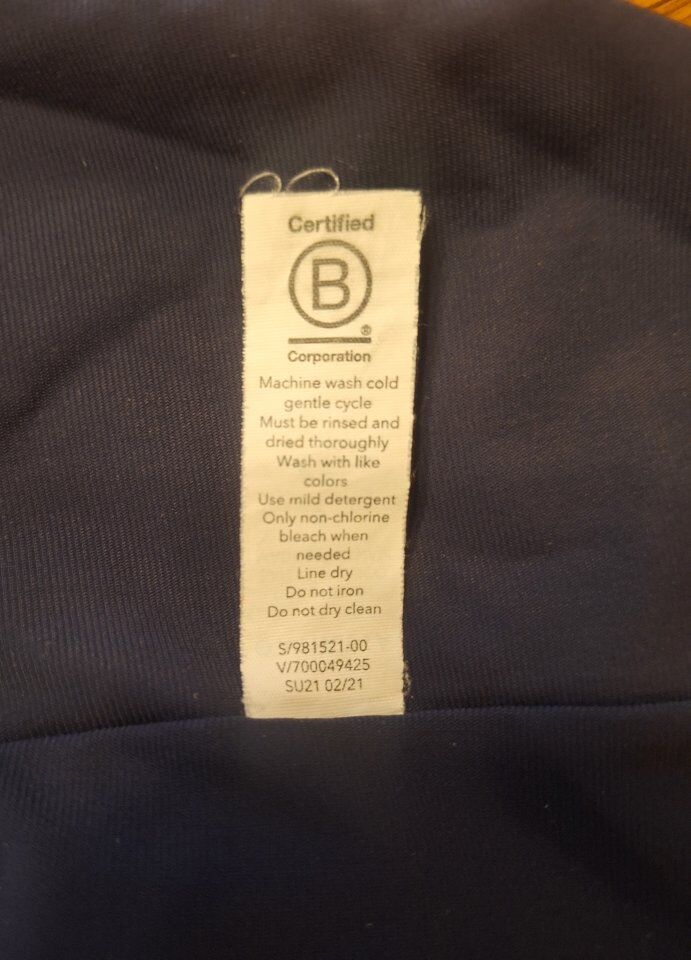 Certified
B
®
Corporation
Machine wash cold
gentle cycle
Must be rinsed and
dried thoroughly
Wash with like
colors
Use mild detergent
Only non-chlorine
bleach when
needed
Line dry
Do not iron
Do not dry clean
S/981521-00
V/700049425
SU21 02/21